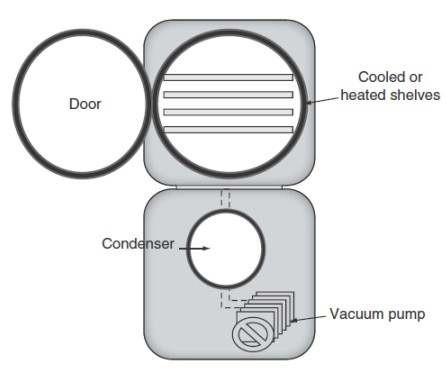 Door
Cooled or
heated shelves
Condenser
Vacuum pump